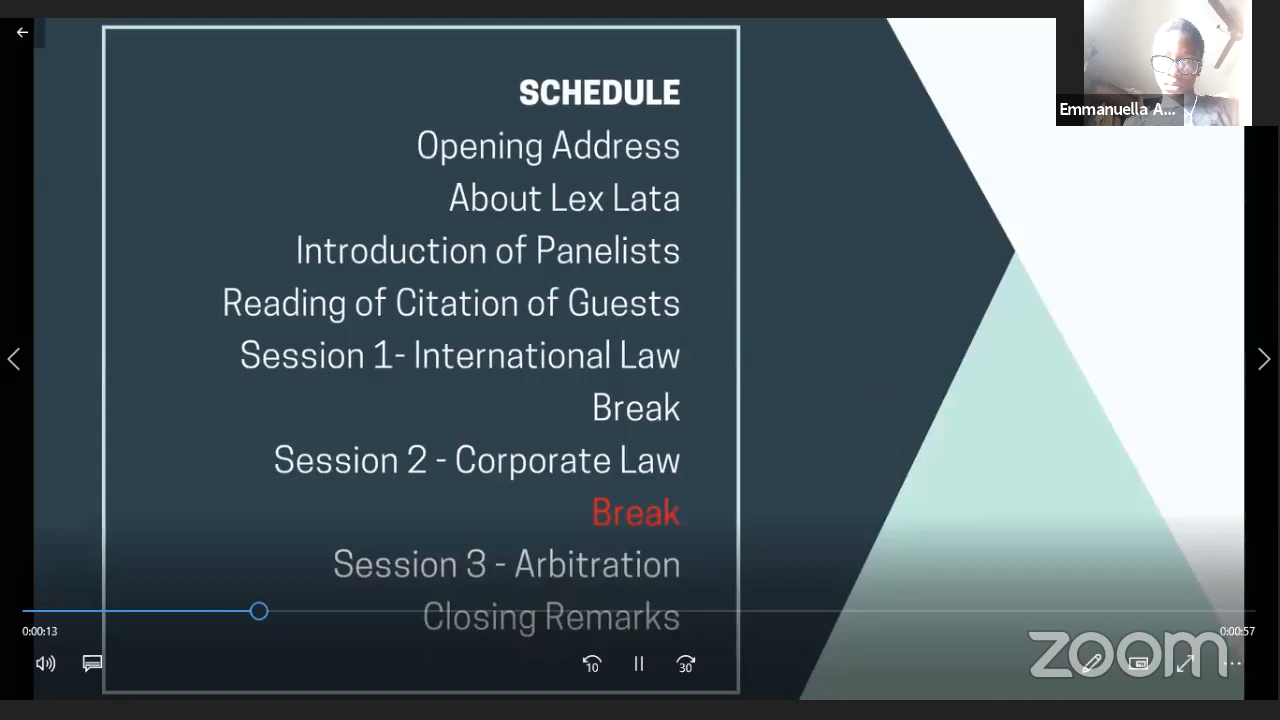 SCHEDULE
Opening Address
About Lex Lata
Introduction of Panelists
Reading of Citation of Guests
Session 1- International Law
Break
Session 2 - Corporate Law
Break
Session 3 - Arbitration
Closing Remarks
Emmanuella A...
0:00:13
0:00:57
10
30
zoom